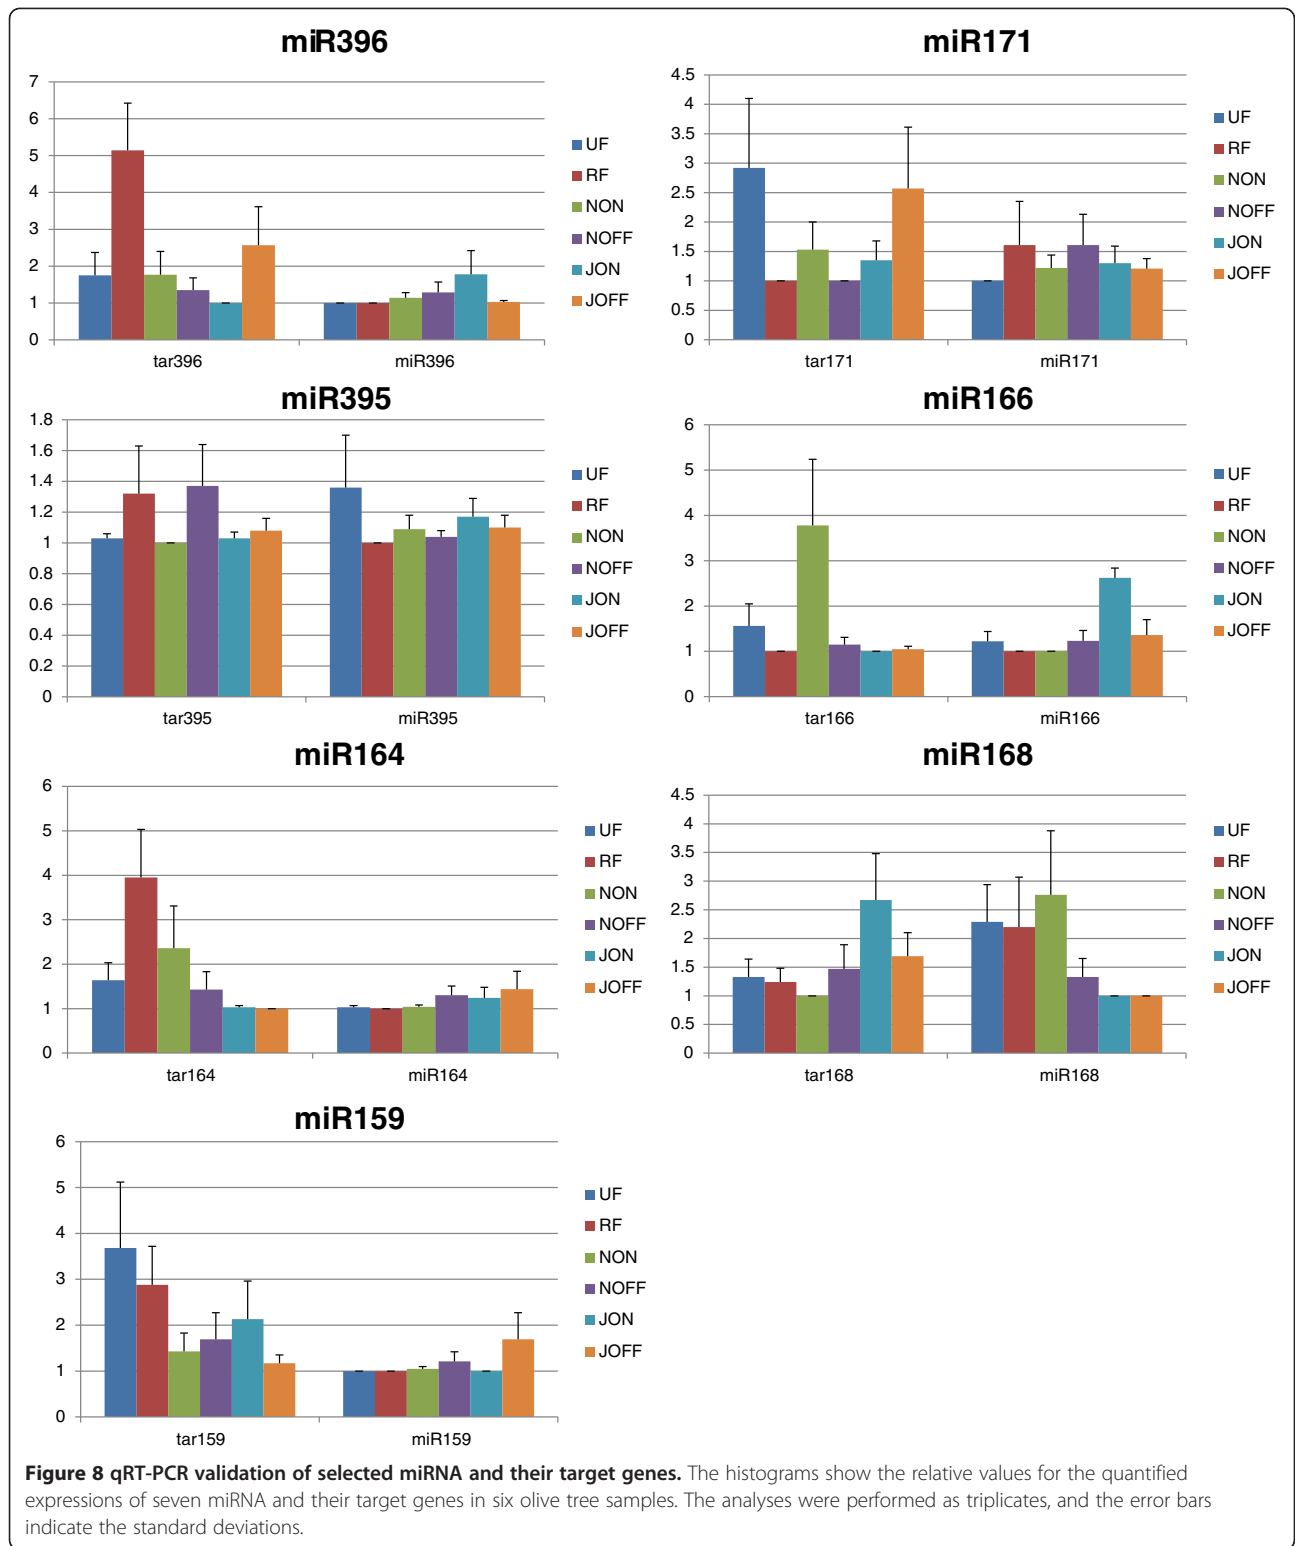 miR396
7
6
5
4
3
2
1
0
tar396
miR396
UF
RF
NON
NOFF
JON
JOFF
miR171
4.5
4
3.5
3
2.5
2
1.5
1
0.5
0
tar171
miR171
UF
RF
NON
NOFF
JON
JOFF
miR395
1.8
1.6
1.4
1.2
1
0.8
0.6
0.4
0.2
0
tar395
miR395
UF
RF
NON
NOFF
JON
JOFF
miR166
6
5
4
3
2
1
0
tar166
miR166
UF
RF
NON
NOFF
JON
JOFF
miR164
6
5
4
3
2
1
0
tar164
miR164
UF
RF
NON
NOFF
JON
JOFF
miR168
4.5
4
3.5
3
2.5
2
1.5
1
0.5
0
tar168
miR168
UF
RF
NON
NOFF
JON
JOFF
miR159
6
5
4
3
2
1
0
tar159
miR159
UF
RF
NON
NOFF
JON
JOFF
Figure 8 qRT-PCR validation of selected miRNA and their target genes. The histograms show the relative values for the quantified
expressions of seven miRNA and their target genes in six olive tree samples. The analyses were performed as triplicates, and the error bars
indicate the standard deviations.